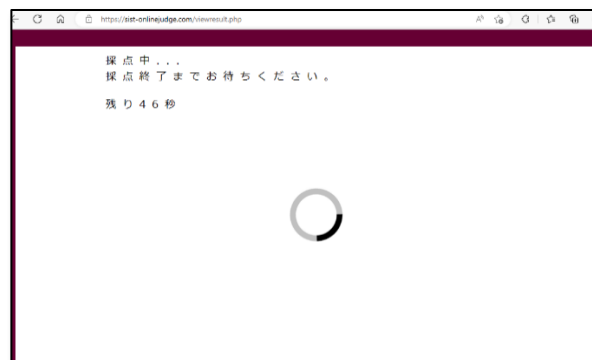 https://sist-onlinejudge.com/viewresult.php
採点中...
採点終了までお待ちください。
残り46秒